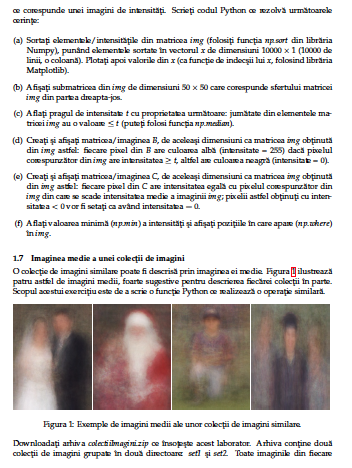 ce corespunde unei imagini de intensități. Scrieți codul Python ce rezolvă următoarele
cerințe:
(a) Sortați elementele/intensitățile din matricea img (folosiți funcția np.sort din librăria
Numpy), punând elementele sortate în vectorul x de dimensiuni 10000 × 1 (10000 de
linii, o coloană). Plotați apoi valorile din x (ca funcție de indecșii lui x, folosind librăria
Matplotlib).
(b) Afișați submatricea din img de dimensiuni 50 × 50 care corespunde sfertului matricei
img din partea dreapta-jos.
(c) Aflați pragul de intensitate t cu proprietatea următoare: jumătate din elementele ma-
tricei img au o valoare ≤ t (puteți folosi funcția np.median).
(d) Creați și afișați matricea/imaginea B, de aceleași dimensiuni ca matricea img obținută
din img astfel: fiecare pixel din B are culoarea albă (intensitate = 255) dacă pixelul
corespunzător din img are intensitatea ≥ t, altfel are culoarea neagră (intensitate = 0).
(e) Creați și afișați matricea/imaginea C, de aceleași dimensiuni ca matricea img obținută
din img astfel: fiecare pixel din C are intensitatea egală cu pixelul corespunzător din
img din care se scade intensitatea medie a imaginii img; pixelii astfel obținuți cu inten-
sitatea < 0 vor fi setați ca având intensitatea = 0.
(f) Aflați valoarea minimă (np.min) a intensității și afișați pozițiile în care apare (np.where)
în img.
1.7 Imaginea medie a unei colecții de imagini
O colecție de imagini similare poate fi descrisă prin imaginea ei medie. Figura 1 ilustrează
patru astfel de imagini medii, foarte sugestive pentru descrierea fiecărei colecții în parte.
Scopul acestui exercițiu este de a scrie o funcție Python ce realizează o operație similară.
Figura 1: Exemple de imagini medii ale unor colecții de imagini similare.
Downloadați arhiva colectiiImagini.zip ce însoțește acest laborator. Arhiva conține două
colecții de imagini grupate în două directoare: set1 și set2. Toate imaginile din fiecare